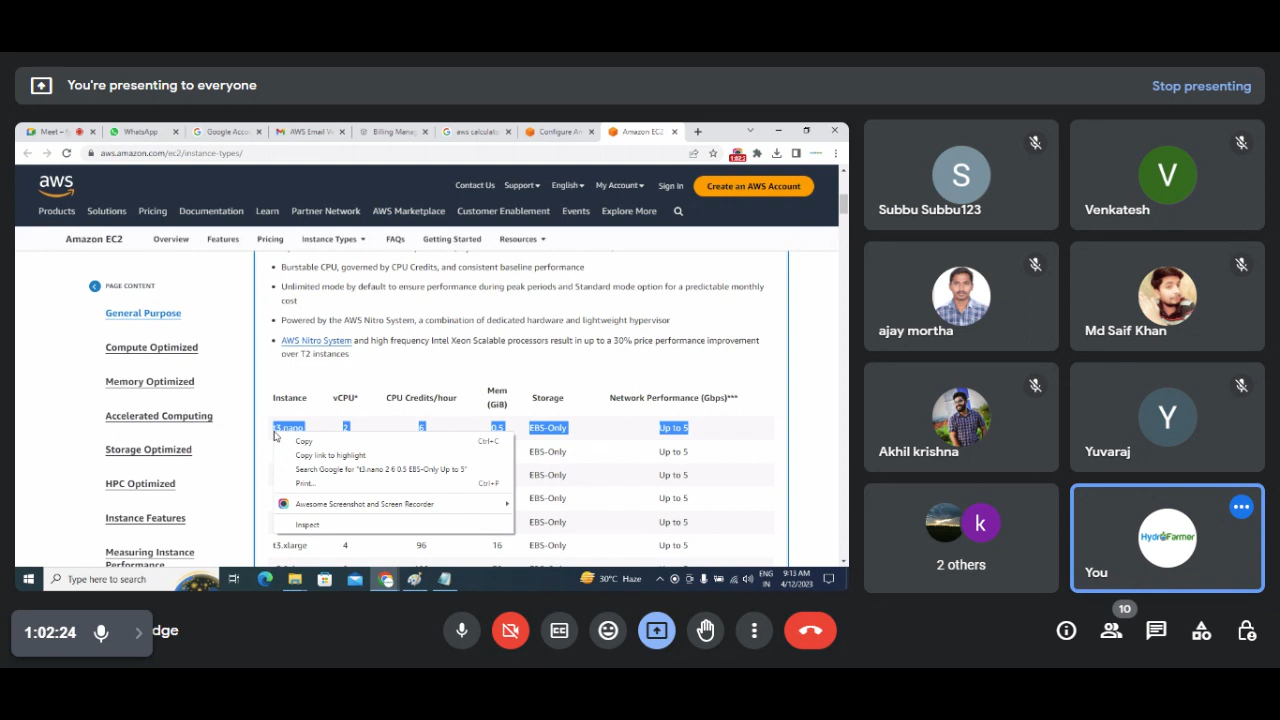 You're presenting to everyone
Stop presenting
WhatsApp
Billing Mana
aws calculat
Configure An
Amazon EC2
aws.amazon.com/ec2/instance-types/
aws
Contact Us Support English My Account Sign In Create an AWS Account
Products Solutions Pricing Documentation Learn Partner Network AWS Marketplace Customer Enablement Events Explore More
Amazon EC2 Overview Features Pricing Instance Types FAQs Getting Started Resources
PAGE CONTENT
General Purpose
Compute Optimized
Memory Optimized
Accelerated Computing
Storage Optimized
HPC Optimized
Instance Features
Measuring Instance
Performance
Burstable CPU, governed by CPU Credits, and consistent baseline performance
Unlimited mode by default to ensure performance during peak periods and Standard mode option for a predictable monthly
cost
Powered by the AWS Nitro System, a combination of dedicated hardware and lightweight hypervisor
AWS Nitro System and high frequency Intel Xeon Scalable processors result in up to a 30% price performance improvement
over T2 instances
Instance vCPU* CPU Credits/hour Mem (GiB) Storage Network Performance (Gbps)***
t3.nano 2 6 0.5 EBS-Only Up to 5
EBS-Only Up to 5
EBS-Only Up to 5
EBS-Only Up to 5
EBS-Only Up to 5
t3.xlarge 4 96 16 EBS-Only Up to 5
Copy Ctrl+C
Copy link to highlight
Search Google for "t3.nano 2 6 0.5 EBS-Only Up to 5"
Print... Ctrl+P
Awesome Screenshot and Screen Recorder
Inspect
Type here to search
30°C Haze
ENG
IN
9:13 AM
4/12/2023
S
Subbu Subbu123
V
Venkatesh
ajay mortha
Md Saif Khan
Akhil krishna
Y
Yuvaraj
k
2 others
HydroFarmer
You
1:02:24
dge
10